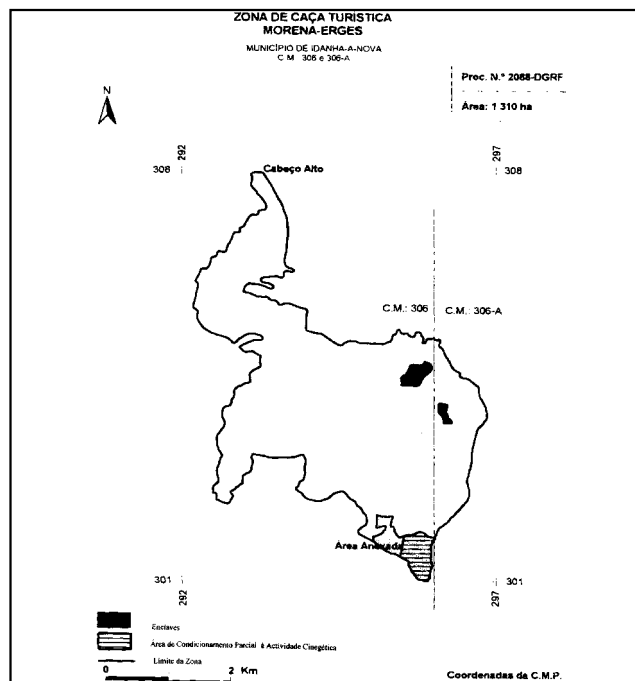 ZONA DE CAÇA TURÍSTICA
MORENA-ERGES
MUNICÍPIO DE IDANHA-A-NOVA
C.M. 306 e 306-A
Proc. N.º 2088-DGRF
Área: 1 310 ha
N
292
297
308
Cabeço Alto
308
C.M.: 306
C.M.: 306-A
Área Anexada
301
301
292
297
Enclaves
Área de Condicionamento Parcial à Actividade Cinegética
Limite da Zona
0 2 Km
Coordenadas da C.M.P.